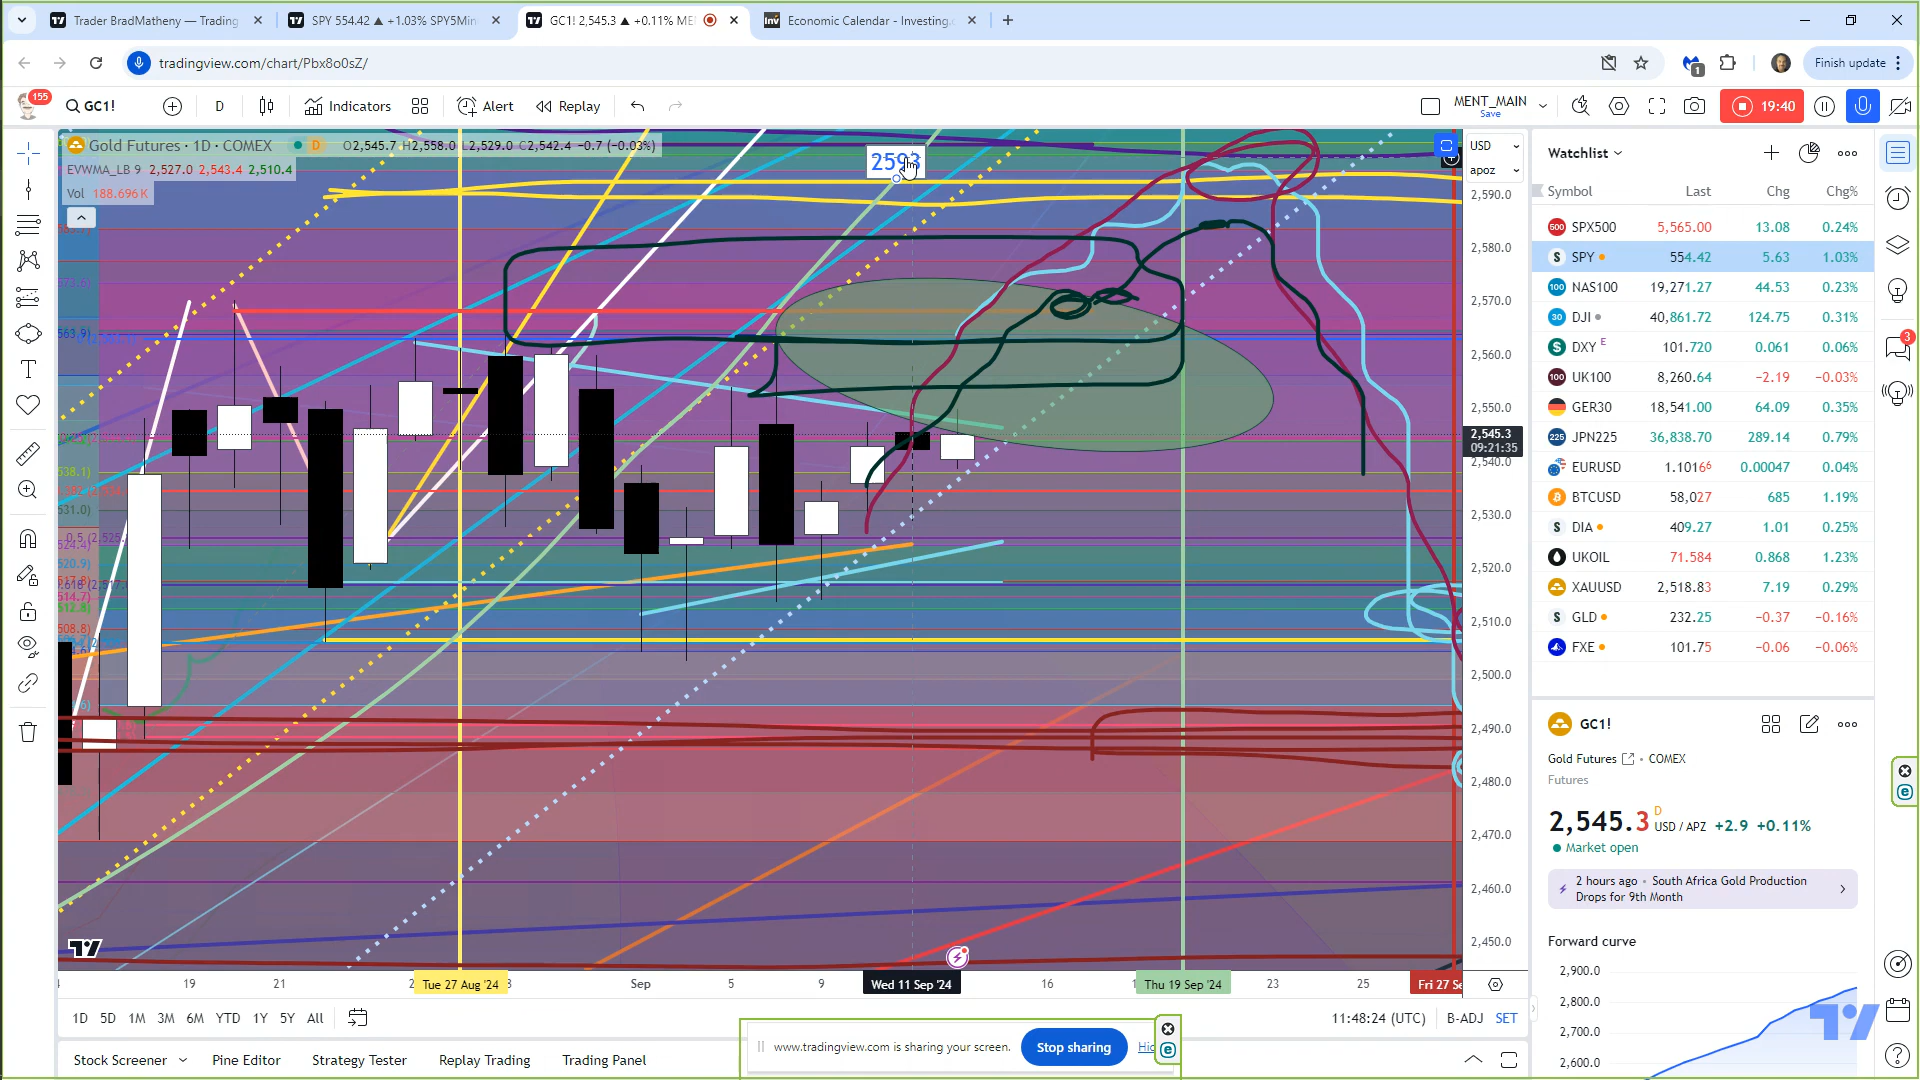 Trader BradMatheny — Trading
SPY 554.42 ▲ +1.03% SPY5Min
GC1! 2,545.3 ▲ +0.11% ME
Economic Calendar - Investing.c
tradingview.com/chart/Pbx8o0sZ/
1
Finish update
155
GC1!
D
Indicators
Alert
Replay
MENT_MAIN
Save
19:40
Gold Futures · 1D · COMEX D O2,545.7 H2,558.0 L2,529.0 C2,542.4 −0.7 (−0.03%)
EVWMA_LB 9 2,527.0 2,543.4 2,510.4
Vol 188.696K
2593
USD
apoz
2,590.0
2,580.0
2,570.0
2,560.0
2,550.0
2,545.3
09:21:35
2,540.0
2,530.0
2,520.0
2,510.0
2,500.0
2,490.0
2,480.0
2,470.0
2,460.0
2,450.0
19
21
Tue 27 Aug '24
Sep
5
9
Wed 11 Sep '24
16
Thu 19 Sep '24
23
25
Fri 27 Se
1D 5D 1M 3M 6M YTD 1Y 5Y All
11:48:24 (UTC) B-ADJ SET
Stock Screener
Pine Editor
Strategy Tester
Replay Trading
Trading Panel
www.tradingview.com is sharing your screen.
Stop sharing
Hid
Watchlist
Symbol Last Chg Chg%
SPX500 5,565.00 13.08 0.24%
SPY 554.42 5.63 1.03%
NAS100 19,271.27 44.53 0.23%
DJI 40,861.72 124.75 0.31%
DXY E 101.720 0.061 0.06%
UK100 8,260.64 −2.19 −0.03%
GER30 18,541.00 64.09 0.35%
JPN225 36,838.70 289.14 0.79%
EURUSD 1.10166 0.00047 0.04%
BTCUSD 58,027 685 1.19%
DIA 409.27 1.01 0.25%
UKOIL 71.584 0.868 1.23%
XAUUSD 2,518.83 7.19 0.29%
GLD 232.25 −0.37 −0.16%
FXE 101.75 −0.06 −0.06%
GC1!
Gold Futures · COMEX
Futures
2,545.3 D USD / APZ +2.9 +0.11%
Market open
2 hours ago · South Africa Gold Production
Drops for 9th Month
Forward curve
2,900.0
2,800.0
2,700.0
2,600.0
3